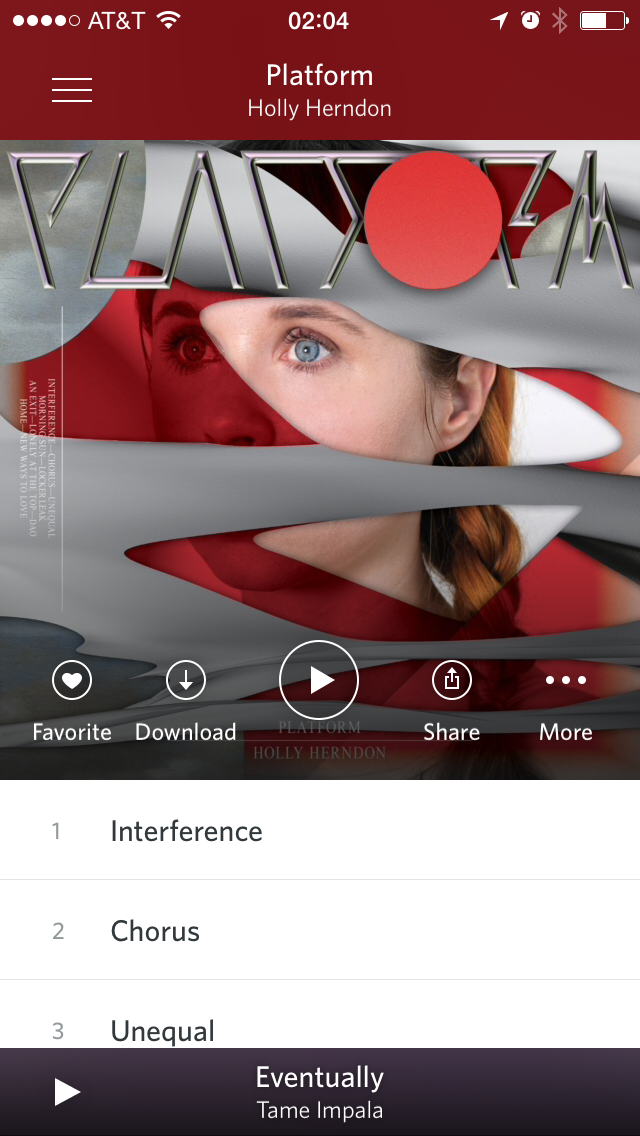 AT&T
02:04
Platform
Holly Herndon
PLATFORM
INTERFERENCE—CHORUS—UNEQUAL
MORNING SUN—LOCKER LEAK
AN EXIT—LONELY AT THE TOP—DAO
HOME—NEW WAYS TO LOVE
Favorite
Download
Share
More
PLATFORM
HOLLY HERNDON
1 Interference
2 Chorus
3 Unequal
Eventually
Tame Impala